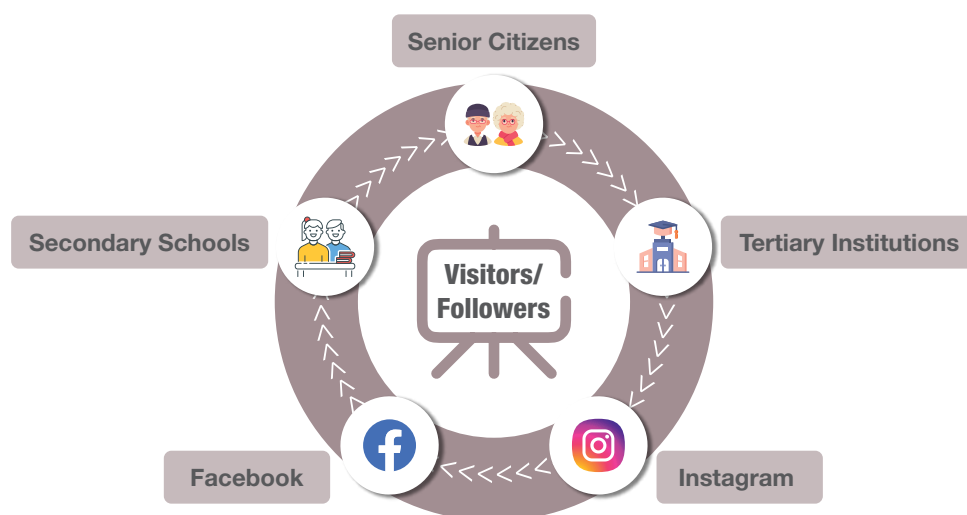 Senior Citizens
Secondary Schools
Tertiary Institutions
Visitors/
Followers
Facebook
Instagram